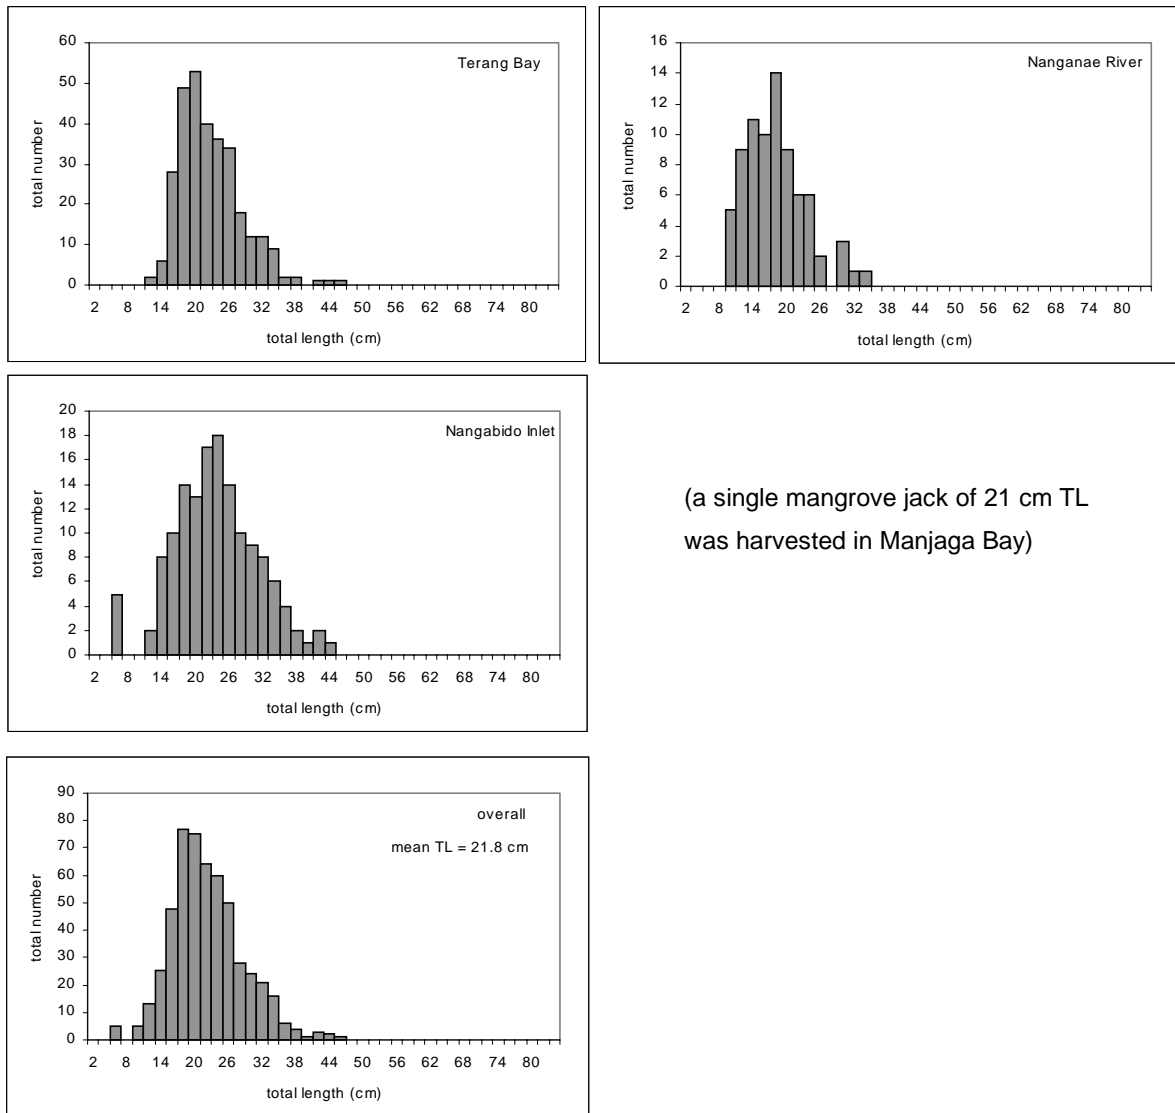 Terang Bay
60
50
40
30
20
10
0
total number
2 8 14 20 26 32 38 44 50 56 62 68 74 80
total length (cm)
Nanganae River
16
14
12
10
8
6
4
2
0
total number
2 8 14 20 26 32 38 44 50 56 62 68 74 80
total length (cm)
Nangabido Inlet
20
18
16
14
12
10
8
6
4
2
0
total number
2 8 14 20 26 32 38 44 50 56 62 68 74 80
total length (cm)
(a single mangrove jack of 21 cm TL
was harvested in Manjaga Bay)
overall
mean TL = 21.8 cm
90
80
70
60
50
40
30
20
10
0
total number
2 8 14 20 26 32 38 44 50 56 62 68 74 80
total length (cm)